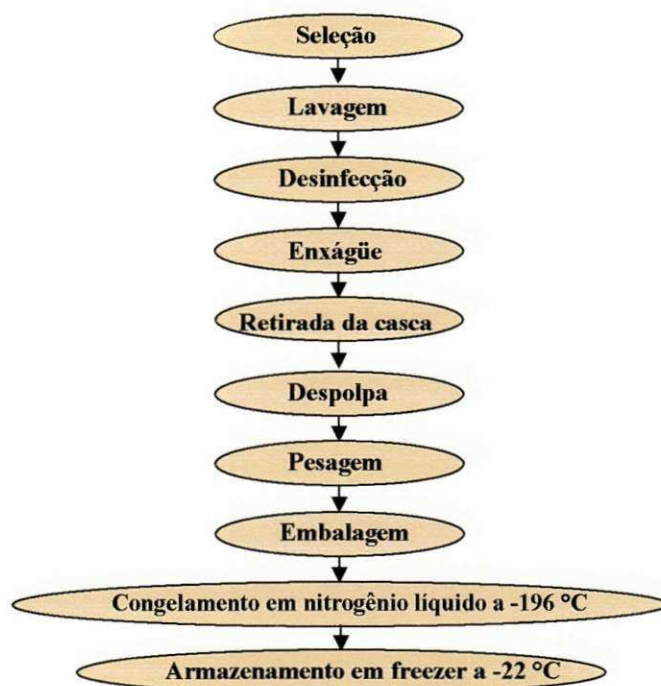 Seleção
Lavagem
Desinfecção
Enxágüe
Retirada da casca
Despolpa
Pesagem
Embalagem
Congelamento em nitrogênio líquido a -196 °C
Armazenamento em freezer a -22 °C